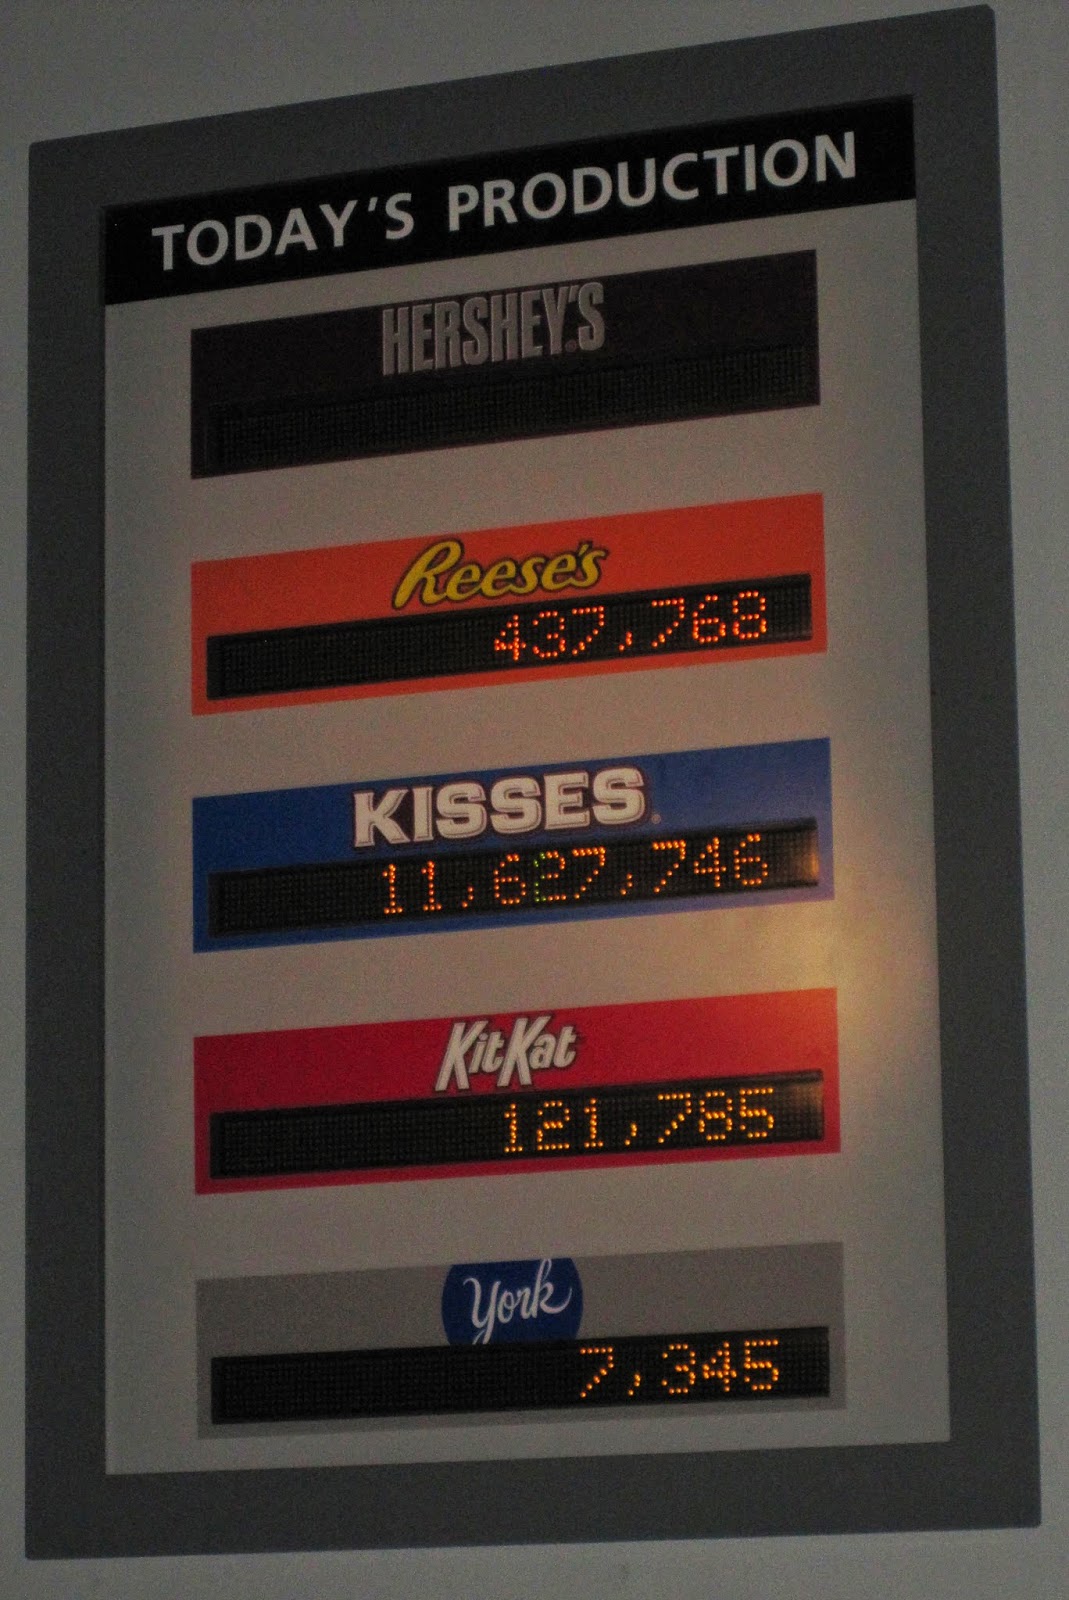 TODAY'S PRODUCTION
HERSHEY'S
Reese's
437,768
KISSES®
11,627,746
KitKat
121,785
York
7,345